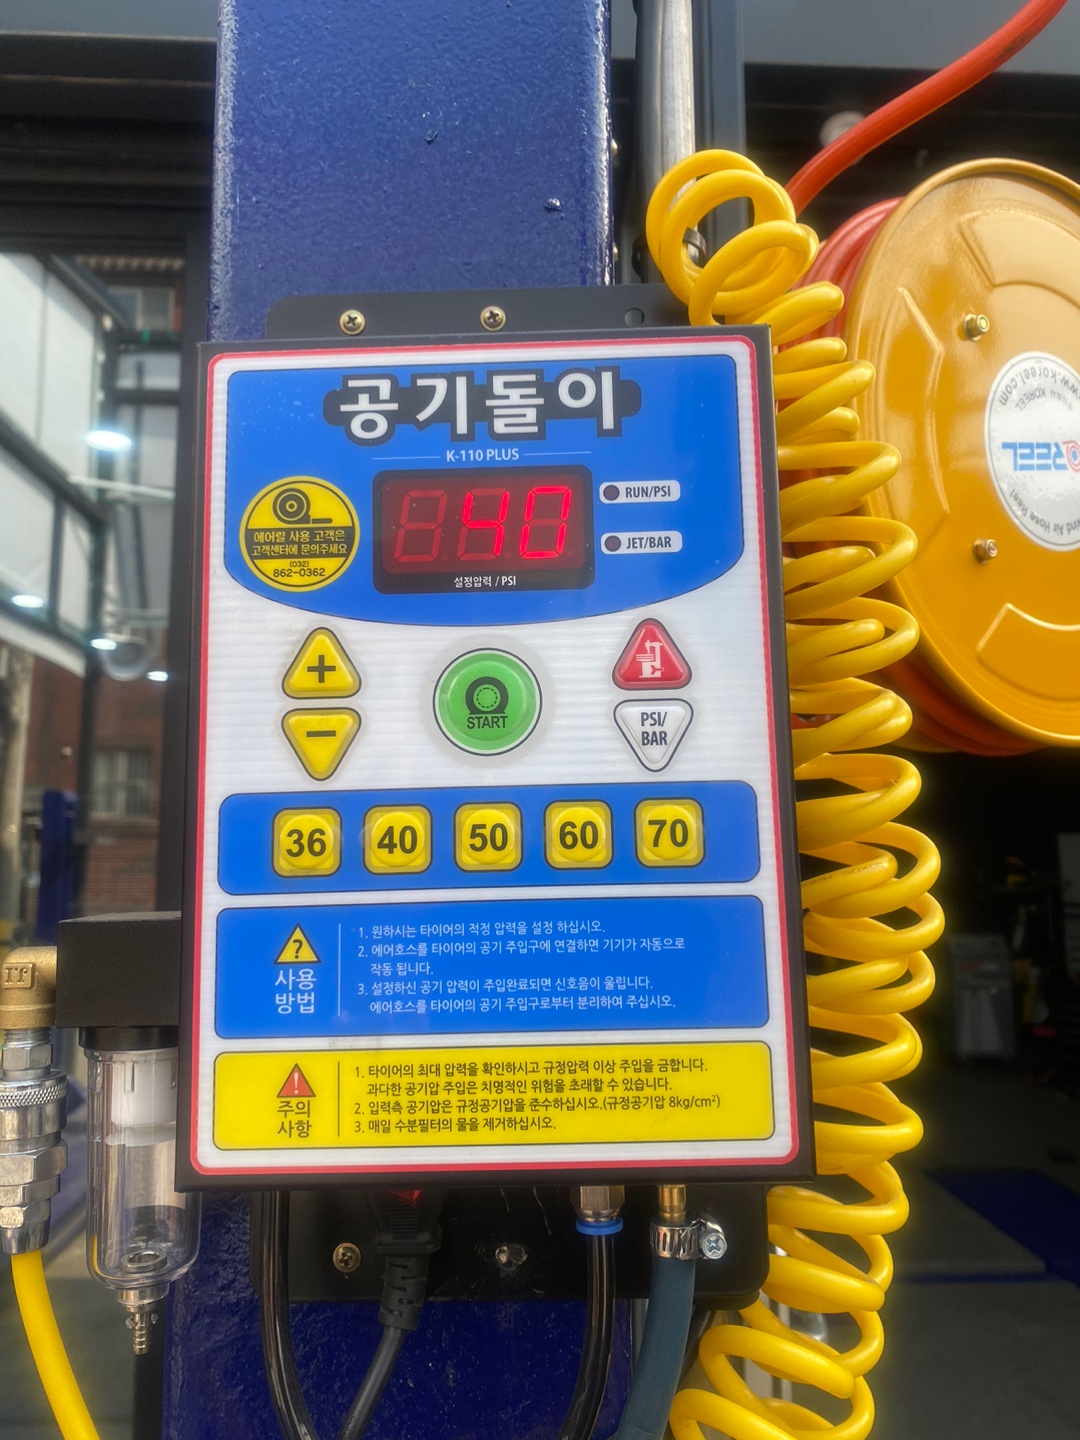 공기돌이
K-110 PLUS
에어릴 사용 고객은
고객센터에 문의주세요
(032)
862-0362
40
설정압력 / PSI
RUN/PSI
JET/BAR
+
START
−
PSI/
BAR
36 40 50 60 70
?
사용
방법
1. 원하시는 타이어의 적정 압력을 설정 하십시오.
2. 에어호스를 타이어의 공기 주입구에 연결하면 기기가 자동으로
작동 됩니다.
3. 설정하신 공기 압력이 주입완료되면 신호음이 울립니다.
에어호스를 타이어의 공기 주입구로부터 분리하여 주십시오.
!
주의
사항
1. 타이어의 최대 압력을 확인하시고 규정압력 이상 주입을 금합니다.
과다한 공기압 주입은 치명적인 위험을 초래할 수 있습니다.
2. 입력측 공기압은 규정공기압을 준수하십시오.(규정공기압 8kg/cm²)
3. 매일 수분필터의 물을 제거하십시오.
www.koreel.com
KOREEL